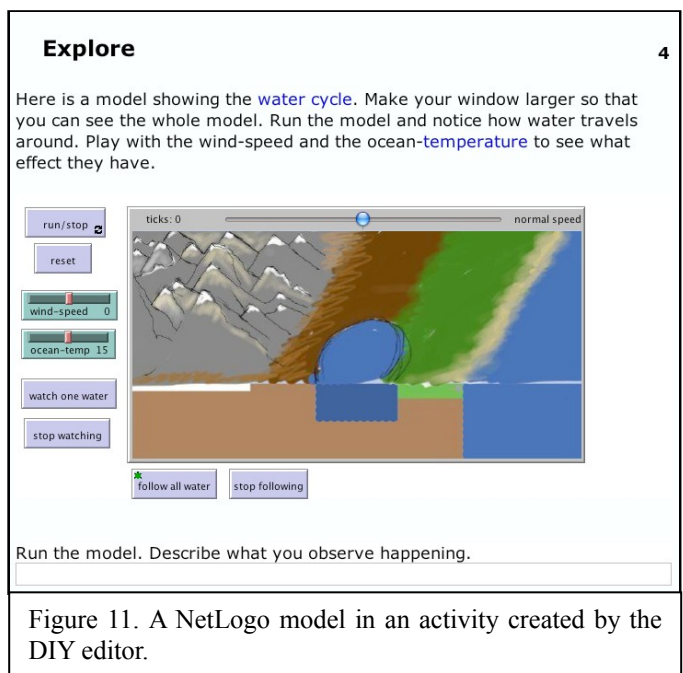 Explore
4
Here is a model showing the water cycle. Make your window larger so that
you can see the whole model. Run the model and notice how water travels
around. Play with the wind-speed and the ocean-temperature to see what
effect they have.
run/stop
ticks: 0
normal speed
reset
wind-speed 0
ocean-temp 15
watch one water
stop watching
follow all water
stop following
Run the model. Describe what you observe happening.
Figure 11. A NetLogo model in an activity created by the
DIY editor.